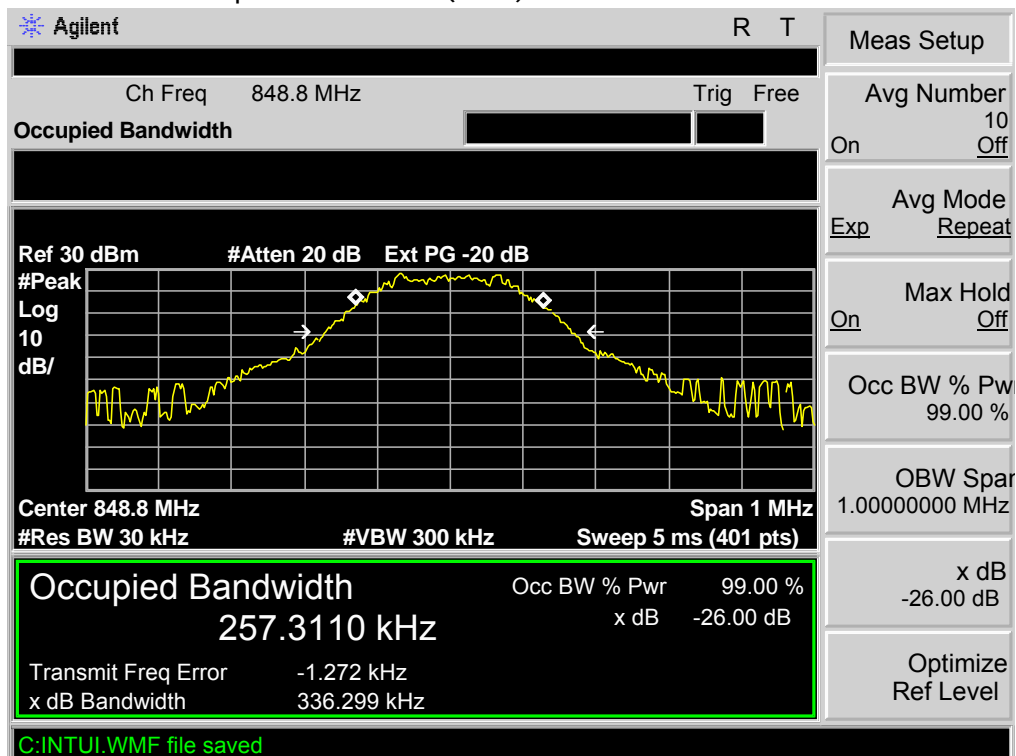 Agilent R T
Ch Freq 848.8 MHz Trig Free
Occupied Bandwidth
Ref 30 dBm #Atten 20 dB Ext PG -20 dB
#Peak
Log
10
dB/
Center 848.8 MHz Span 1 MHz
#Res BW 30 kHz #VBW 300 kHz Sweep 5 ms (401 pts)
Occupied Bandwidth Occ BW % Pwr 99.00 %
257.3110 kHz x dB -26.00 dB
Transmit Freq Error -1.272 kHz
x dB Bandwidth 336.299 kHz
C:INTUI.WMF file saved
Meas Setup
Avg Number
10
On Off
Avg Mode
Exp Repeat
Max Hold
On Off
Occ BW % Pwr
99.00 %
OBW Span
1.00000000 MHz
x dB
-26.00 dB
Optimize
Ref Level